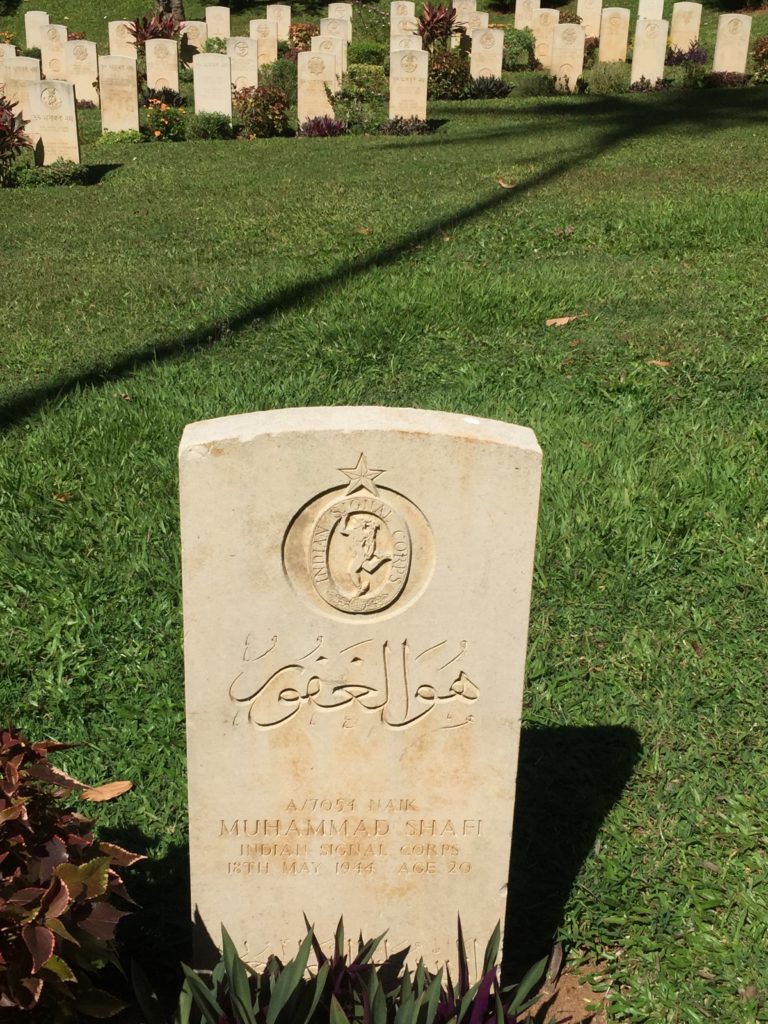 INDIAN SIGNAL CORPS
هو الغفور
A/7054 NAIK
MUHAMMAD SHAFI
INDIAN SIGNAL CORPS
18TH MAY 1944 AGE 20